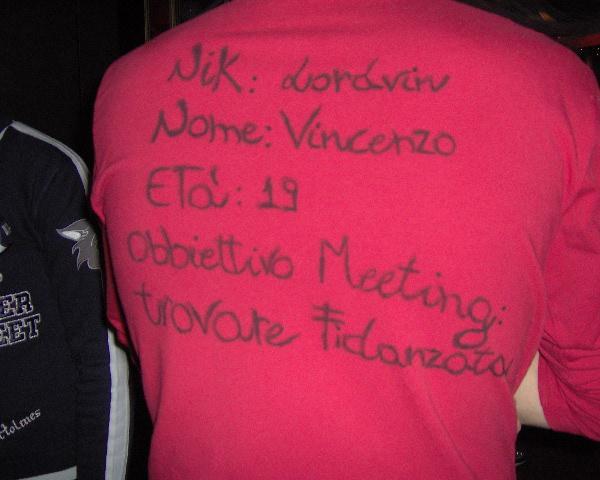 Nik: Lordvin
Nome: Vincenzo
Età: 19
Obbiettivo Meeting:
trovare Fidanzata